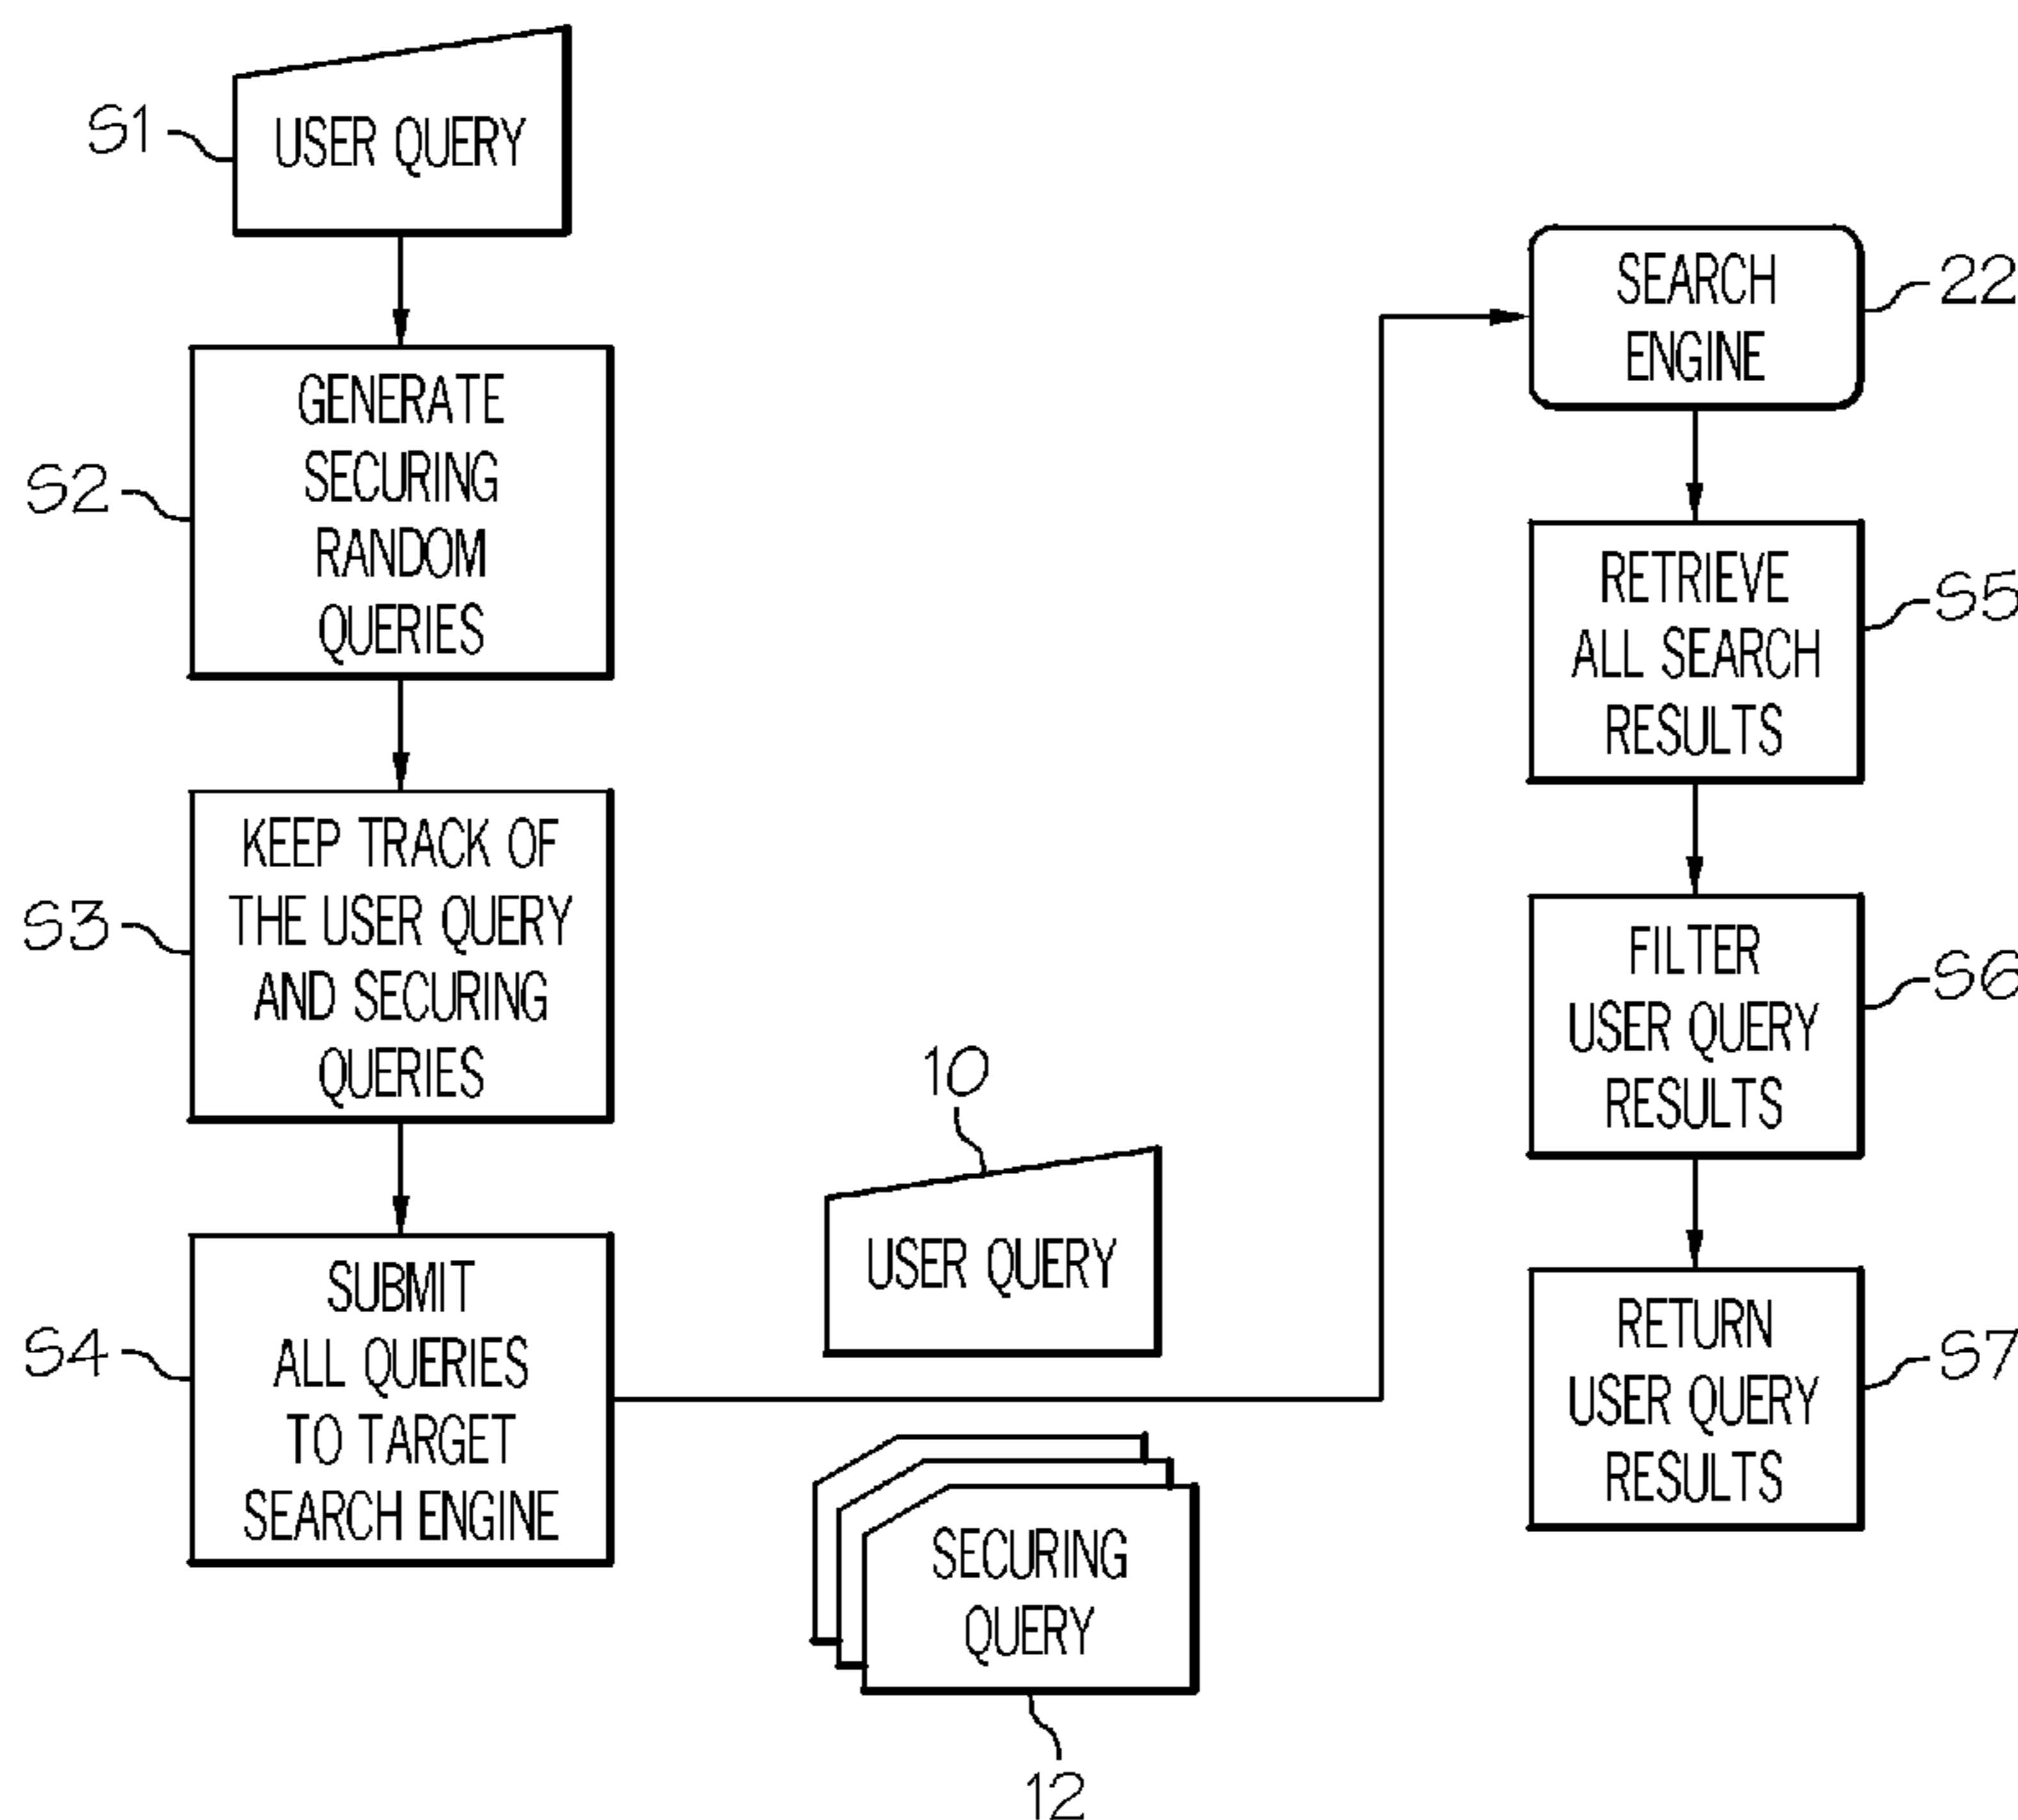 S1
USER QUERY
S2
GENERATE
SECURING
RANDOM
QUERIES
S3
KEEP TRACK OF
THE USER QUERY
AND SECURING
QUERIES
S4
SUBMIT
ALL QUERIES
TO TARGET
SEARCH ENGINE
10
USER QUERY
SECURING
QUERY
12
SEARCH
ENGINE
22
RETRIEVE
ALL SEARCH
RESULTS
S5
FILTER
USER QUERY
RESULTS
S6
RETURN
USER QUERY
RESULTS
S7